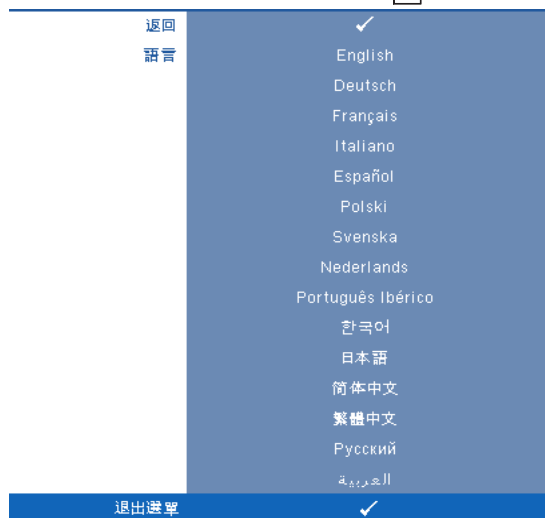 返回 ✓
語言 English
Deutsch
Français
Italiano
Español
Polski
Svenska
Nederlands
Português Ibérico
한국어
日本語
简体中文
繁體中文
Русский
العربية
退出選單 ✓